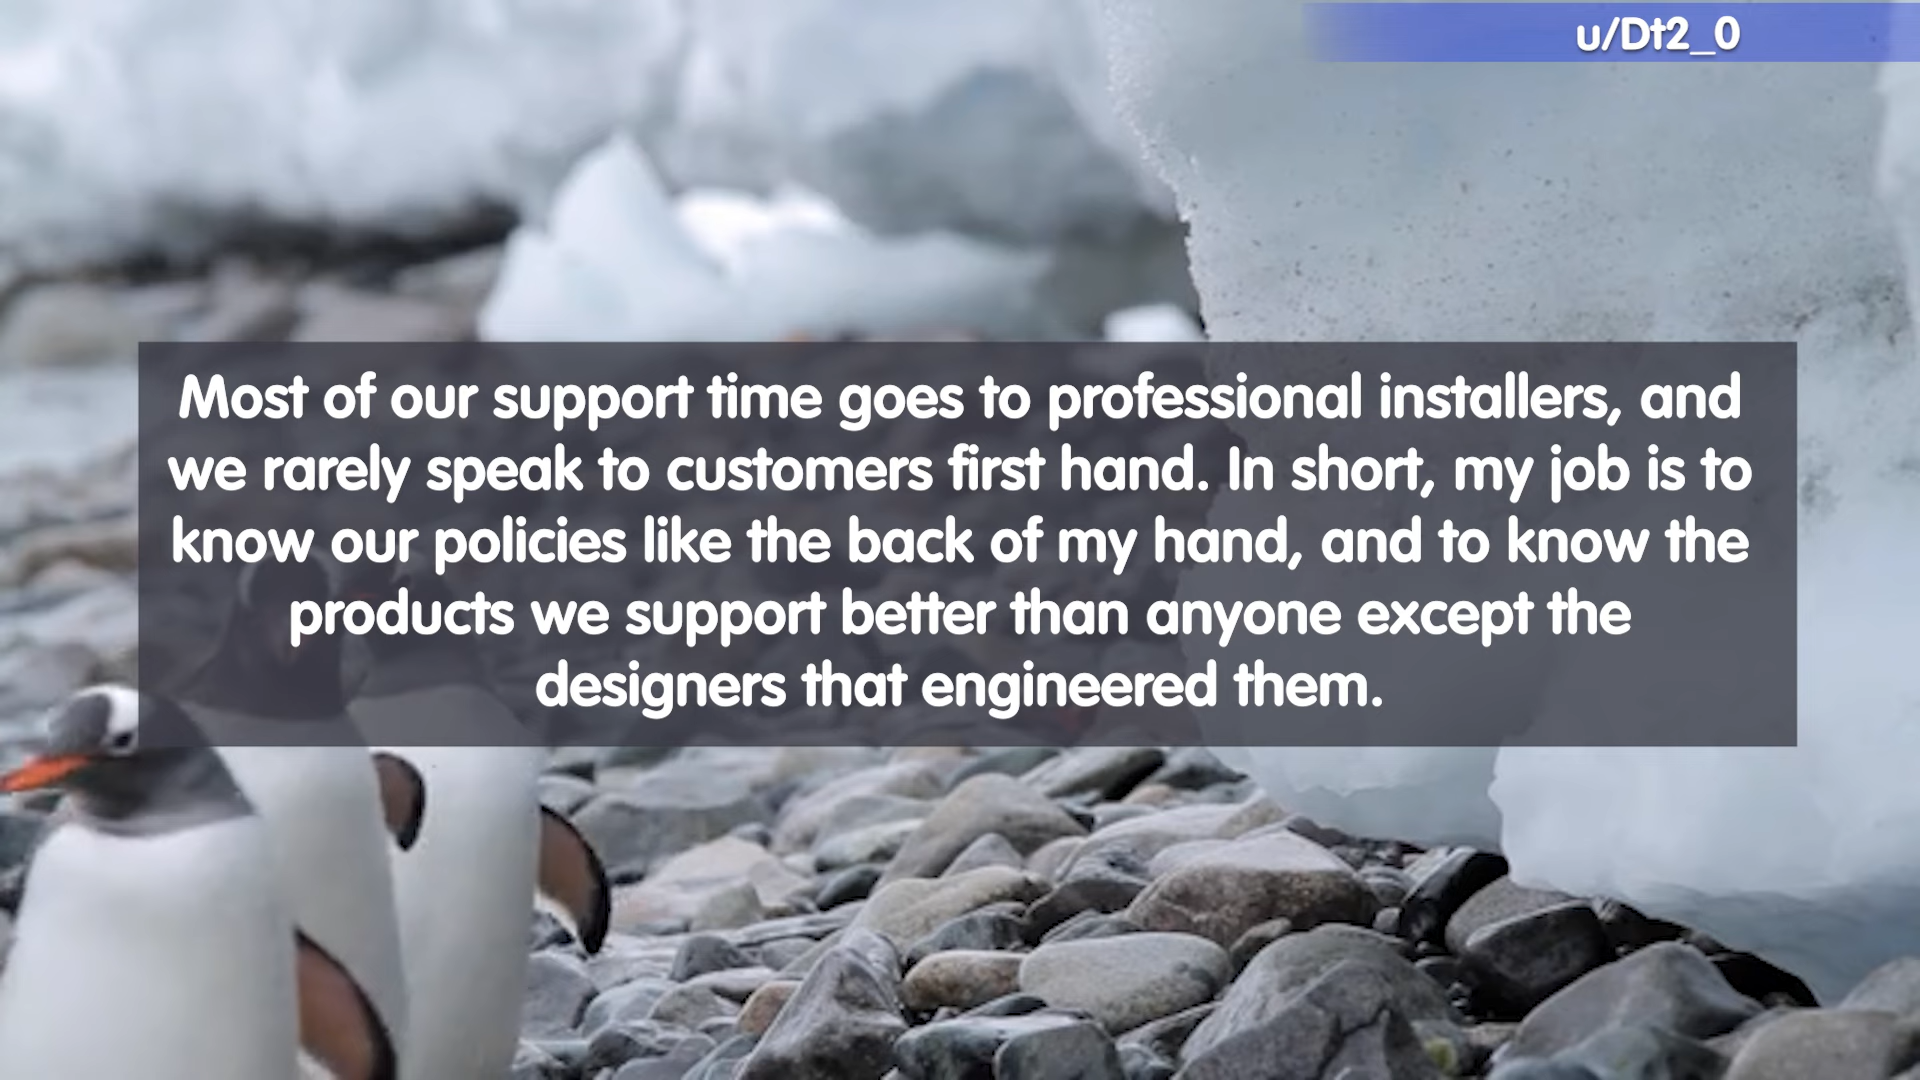 u/Dt2_0
Most of our support time goes to professional installers, and
we rarely speak to customers first hand. In short, my job is to
know our policies like the back of my hand, and to know the
products we support better than anyone except the
designers that engineered them.